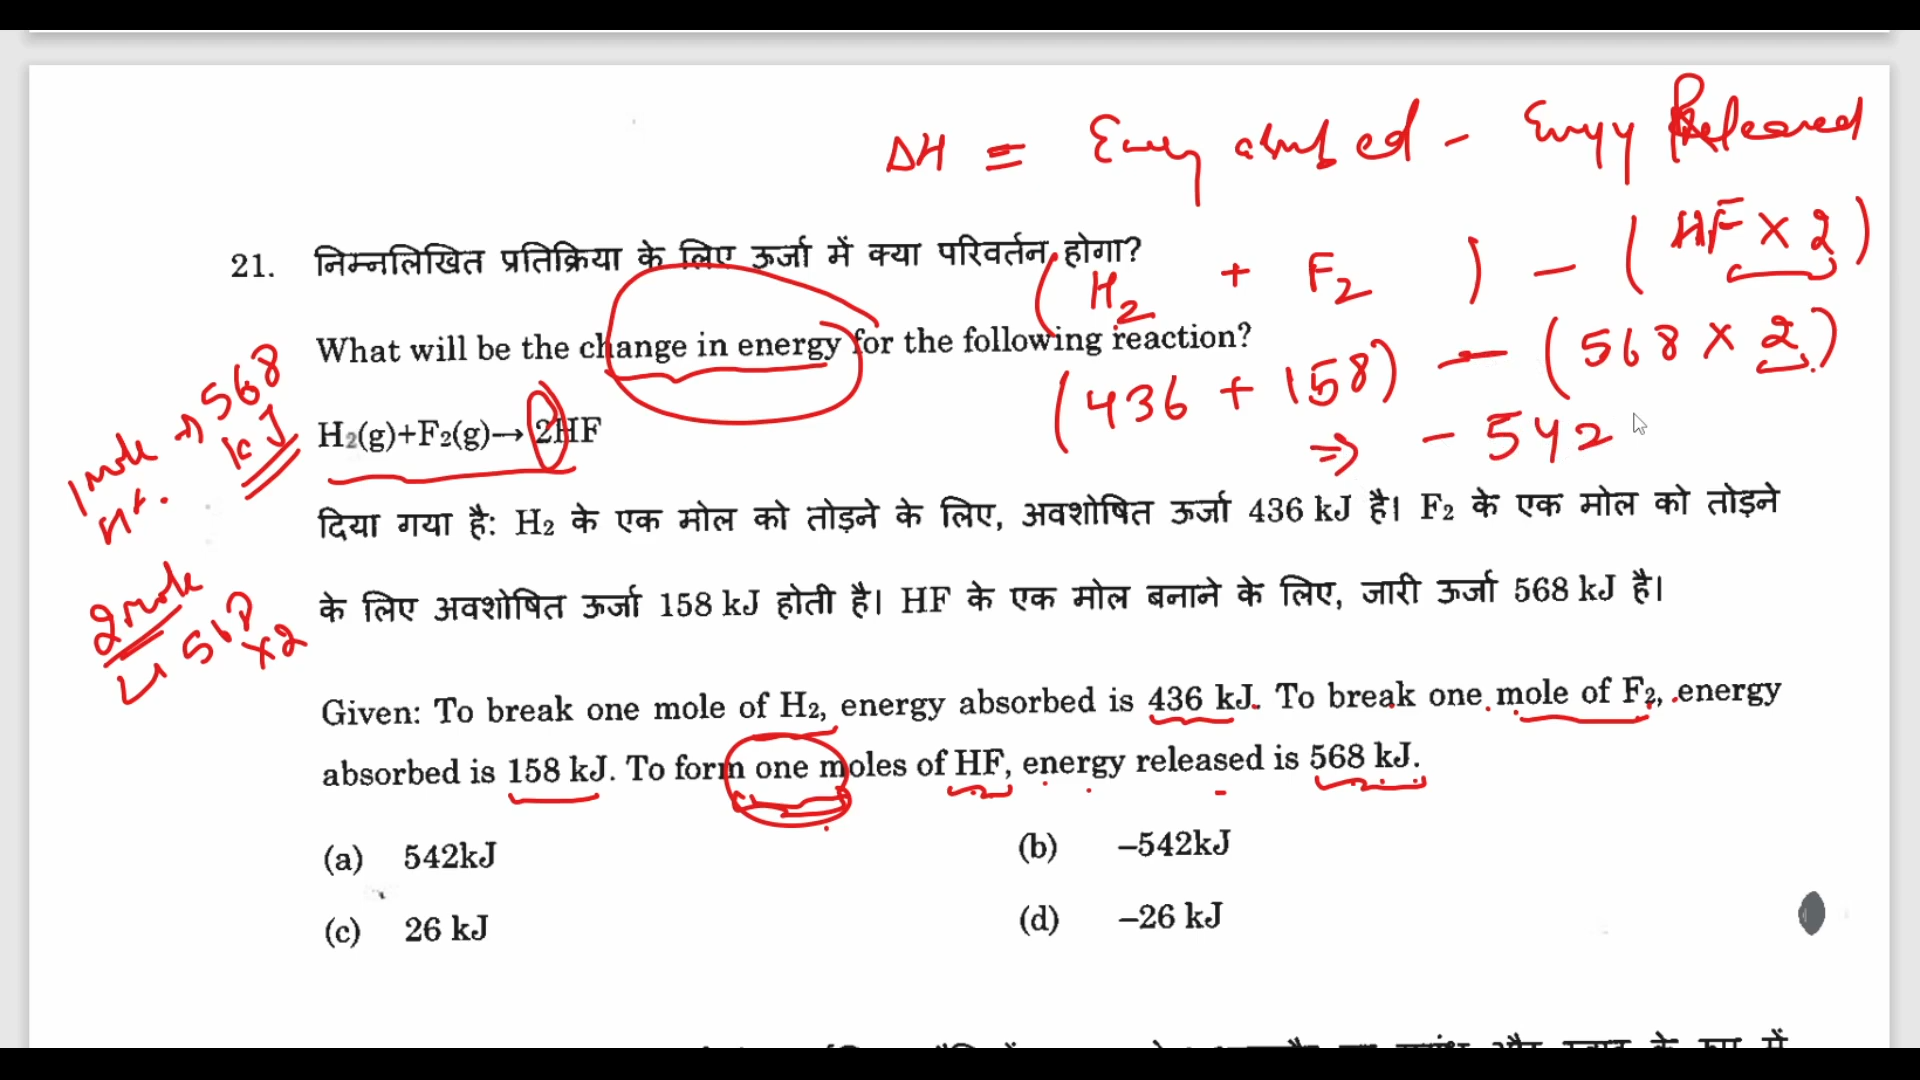 ΔH = Energy absorbed - Energy Released
21. निम्नलिखित प्रतिक्रिया के लिए ऊर्जा में क्या परिवर्तन होगा?
(H2 + F2) - (HF × 2)
What will be the change in energy for the following reaction?
(436 + 158) - (568 × 2)
⇒ - 542
H2(g)+F2(g)→ 2HF
1 mole → 568
kJ
दिया गया है: H2 के एक मोल को तोड़ने के लिए, अवशोषित ऊर्जा 436 kJ है। F2 के एक मोल को तोड़ने
के लिए अवशोषित ऊर्जा 158 kJ होती है। HF के एक मोल बनाने के लिए, जारी ऊर्जा 568 kJ है।
2 mole
↳ 568
×2
Given: To break one mole of H2, energy absorbed is 436 kJ. To break one mole of F2, energy
absorbed is 158 kJ. To form one moles of HF, energy released is 568 kJ.
(a) 542kJ (b) –542kJ
(c) 26 kJ (d) –26 kJ